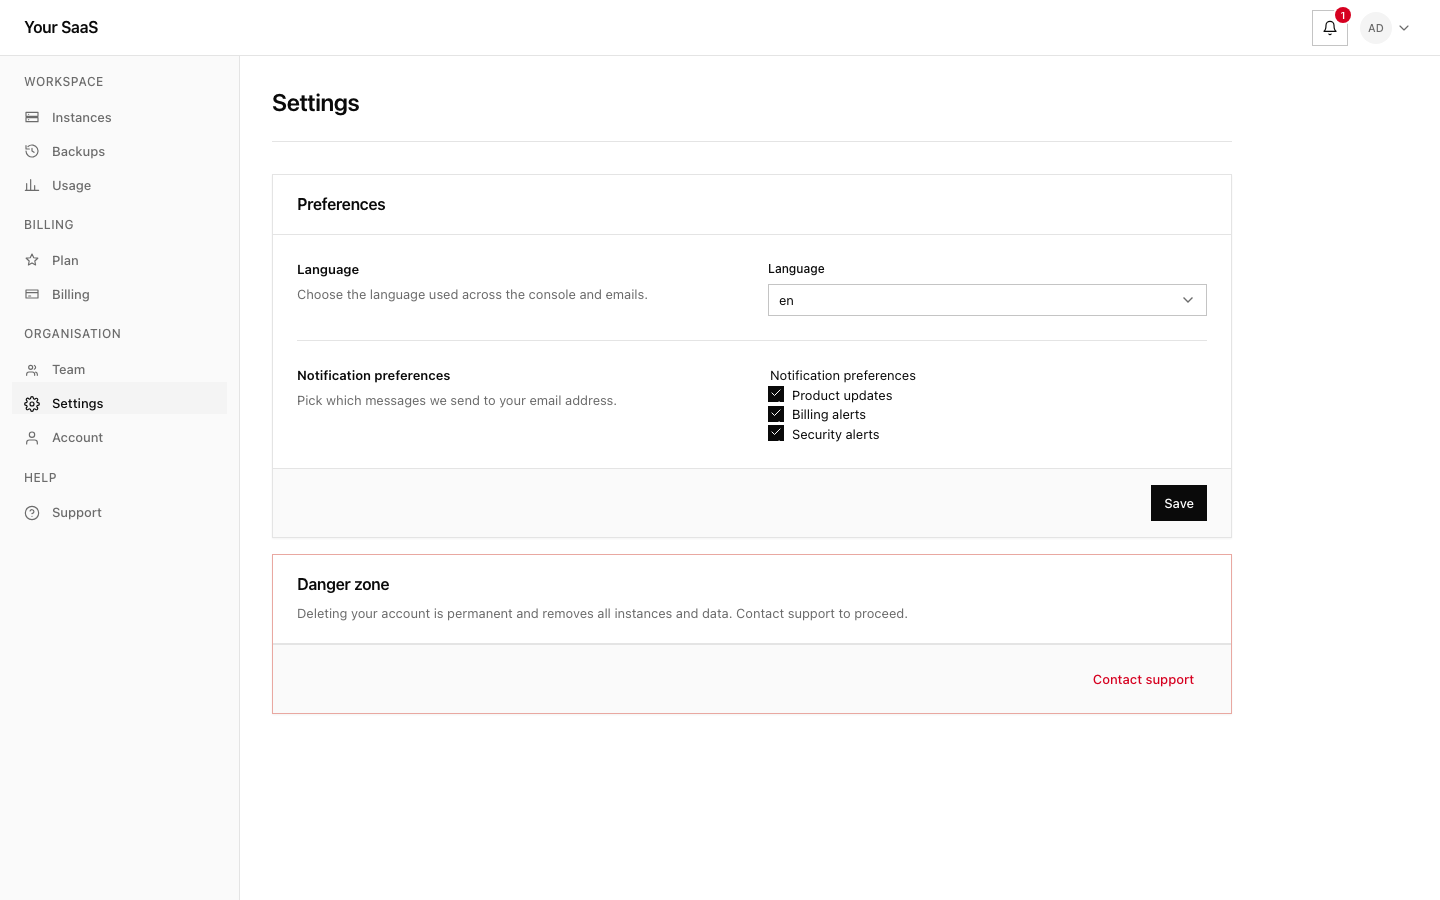 Your SaaS
1
AD
WORKSPACE
Instances
Backups
Usage
BILLING
Plan
Billing
ORGANISATION
Team
Settings
Account
HELP
Support
Settings
Preferences
Language
Choose the language used across the console and emails.
Language
en
Notification preferences
Pick which messages we send to your email address.
Notification preferences
Product updates
Billing alerts
Security alerts
Save
Danger zone
Deleting your account is permanent and removes all instances and data. Contact support to proceed.
Contact support